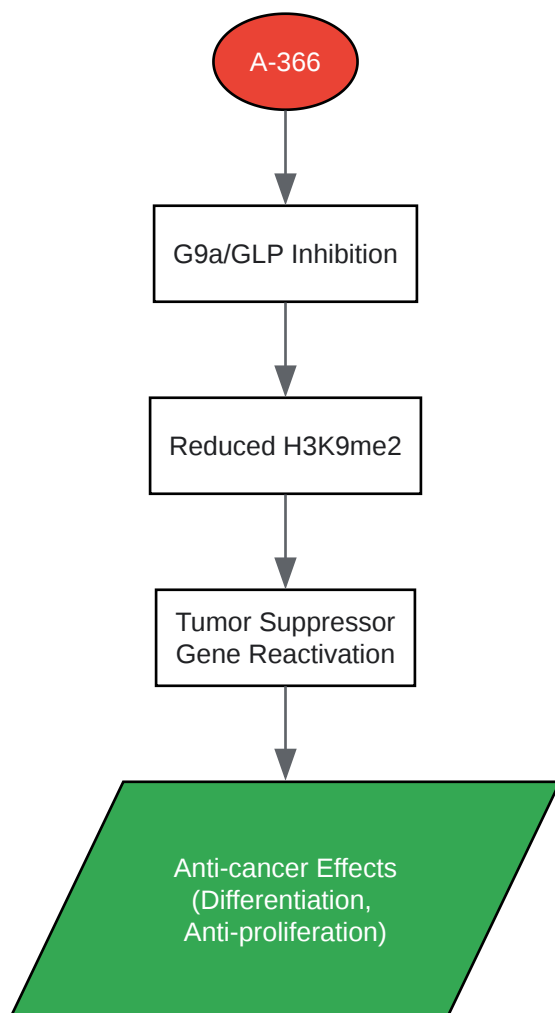 A-366
G9a/GLP Inhibition
Reduced H3K9me2
Tumor Suppressor
Gene Reactivation
Anti-cancer Effects
(Differentiation,
Anti-proliferation)